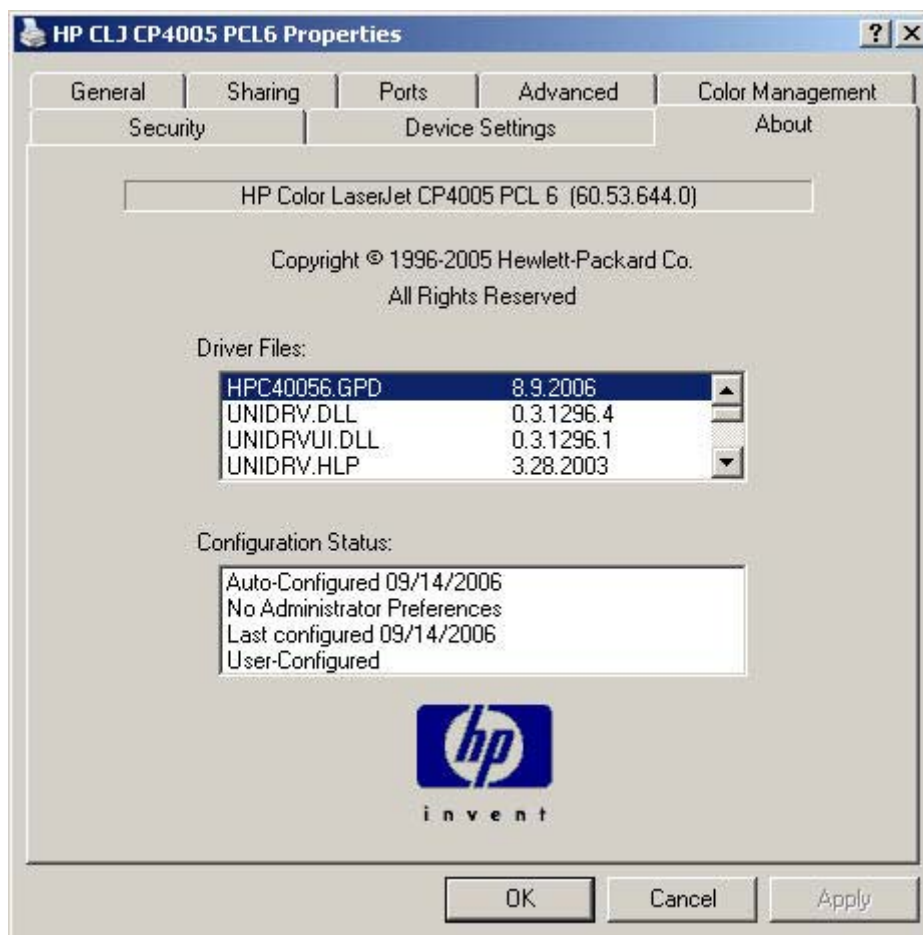 HP CLJ CP4005 PCL6 Properties
General Sharing Ports Advanced Color Management
Security Device Settings About
HP Color LaserJet CP4005 PCL 6 (60.53.644.0)
Copyright © 1996-2005 Hewlett-Packard Co.
All Rights Reserved
Driver Files:
HPC40056.GPD 8.9.2006
UNIDRV.DLL 0.3.1296.4
UNIDRVUI.DLL 0.3.1296.1
UNIDRV.HLP 3.28.2003
Configuration Status:
Auto-Configured 09/14/2006
No Administrator Preferences
Last configured 09/14/2006
User-Configured
hp
invent
OK Cancel Apply